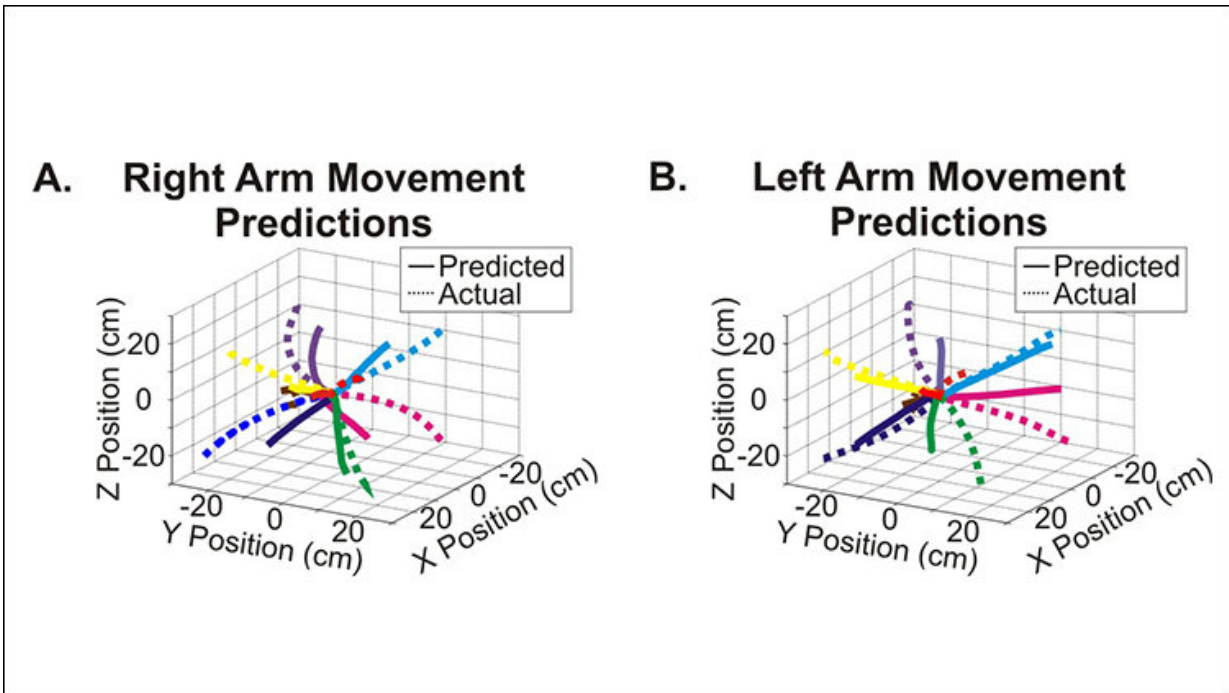 A. Right Arm Movement
Predictions
Predicted
Actual
Z Position (cm)
20
0
-20
-20
0
20
Y Position (cm)
20
0
-20
X Position (cm)
B. Left Arm Movement
Predictions
Predicted
Actual
Z Position (cm)
20
0
-20
-20
0
20
Y Position (cm)
20
0
-20
X Position (cm)